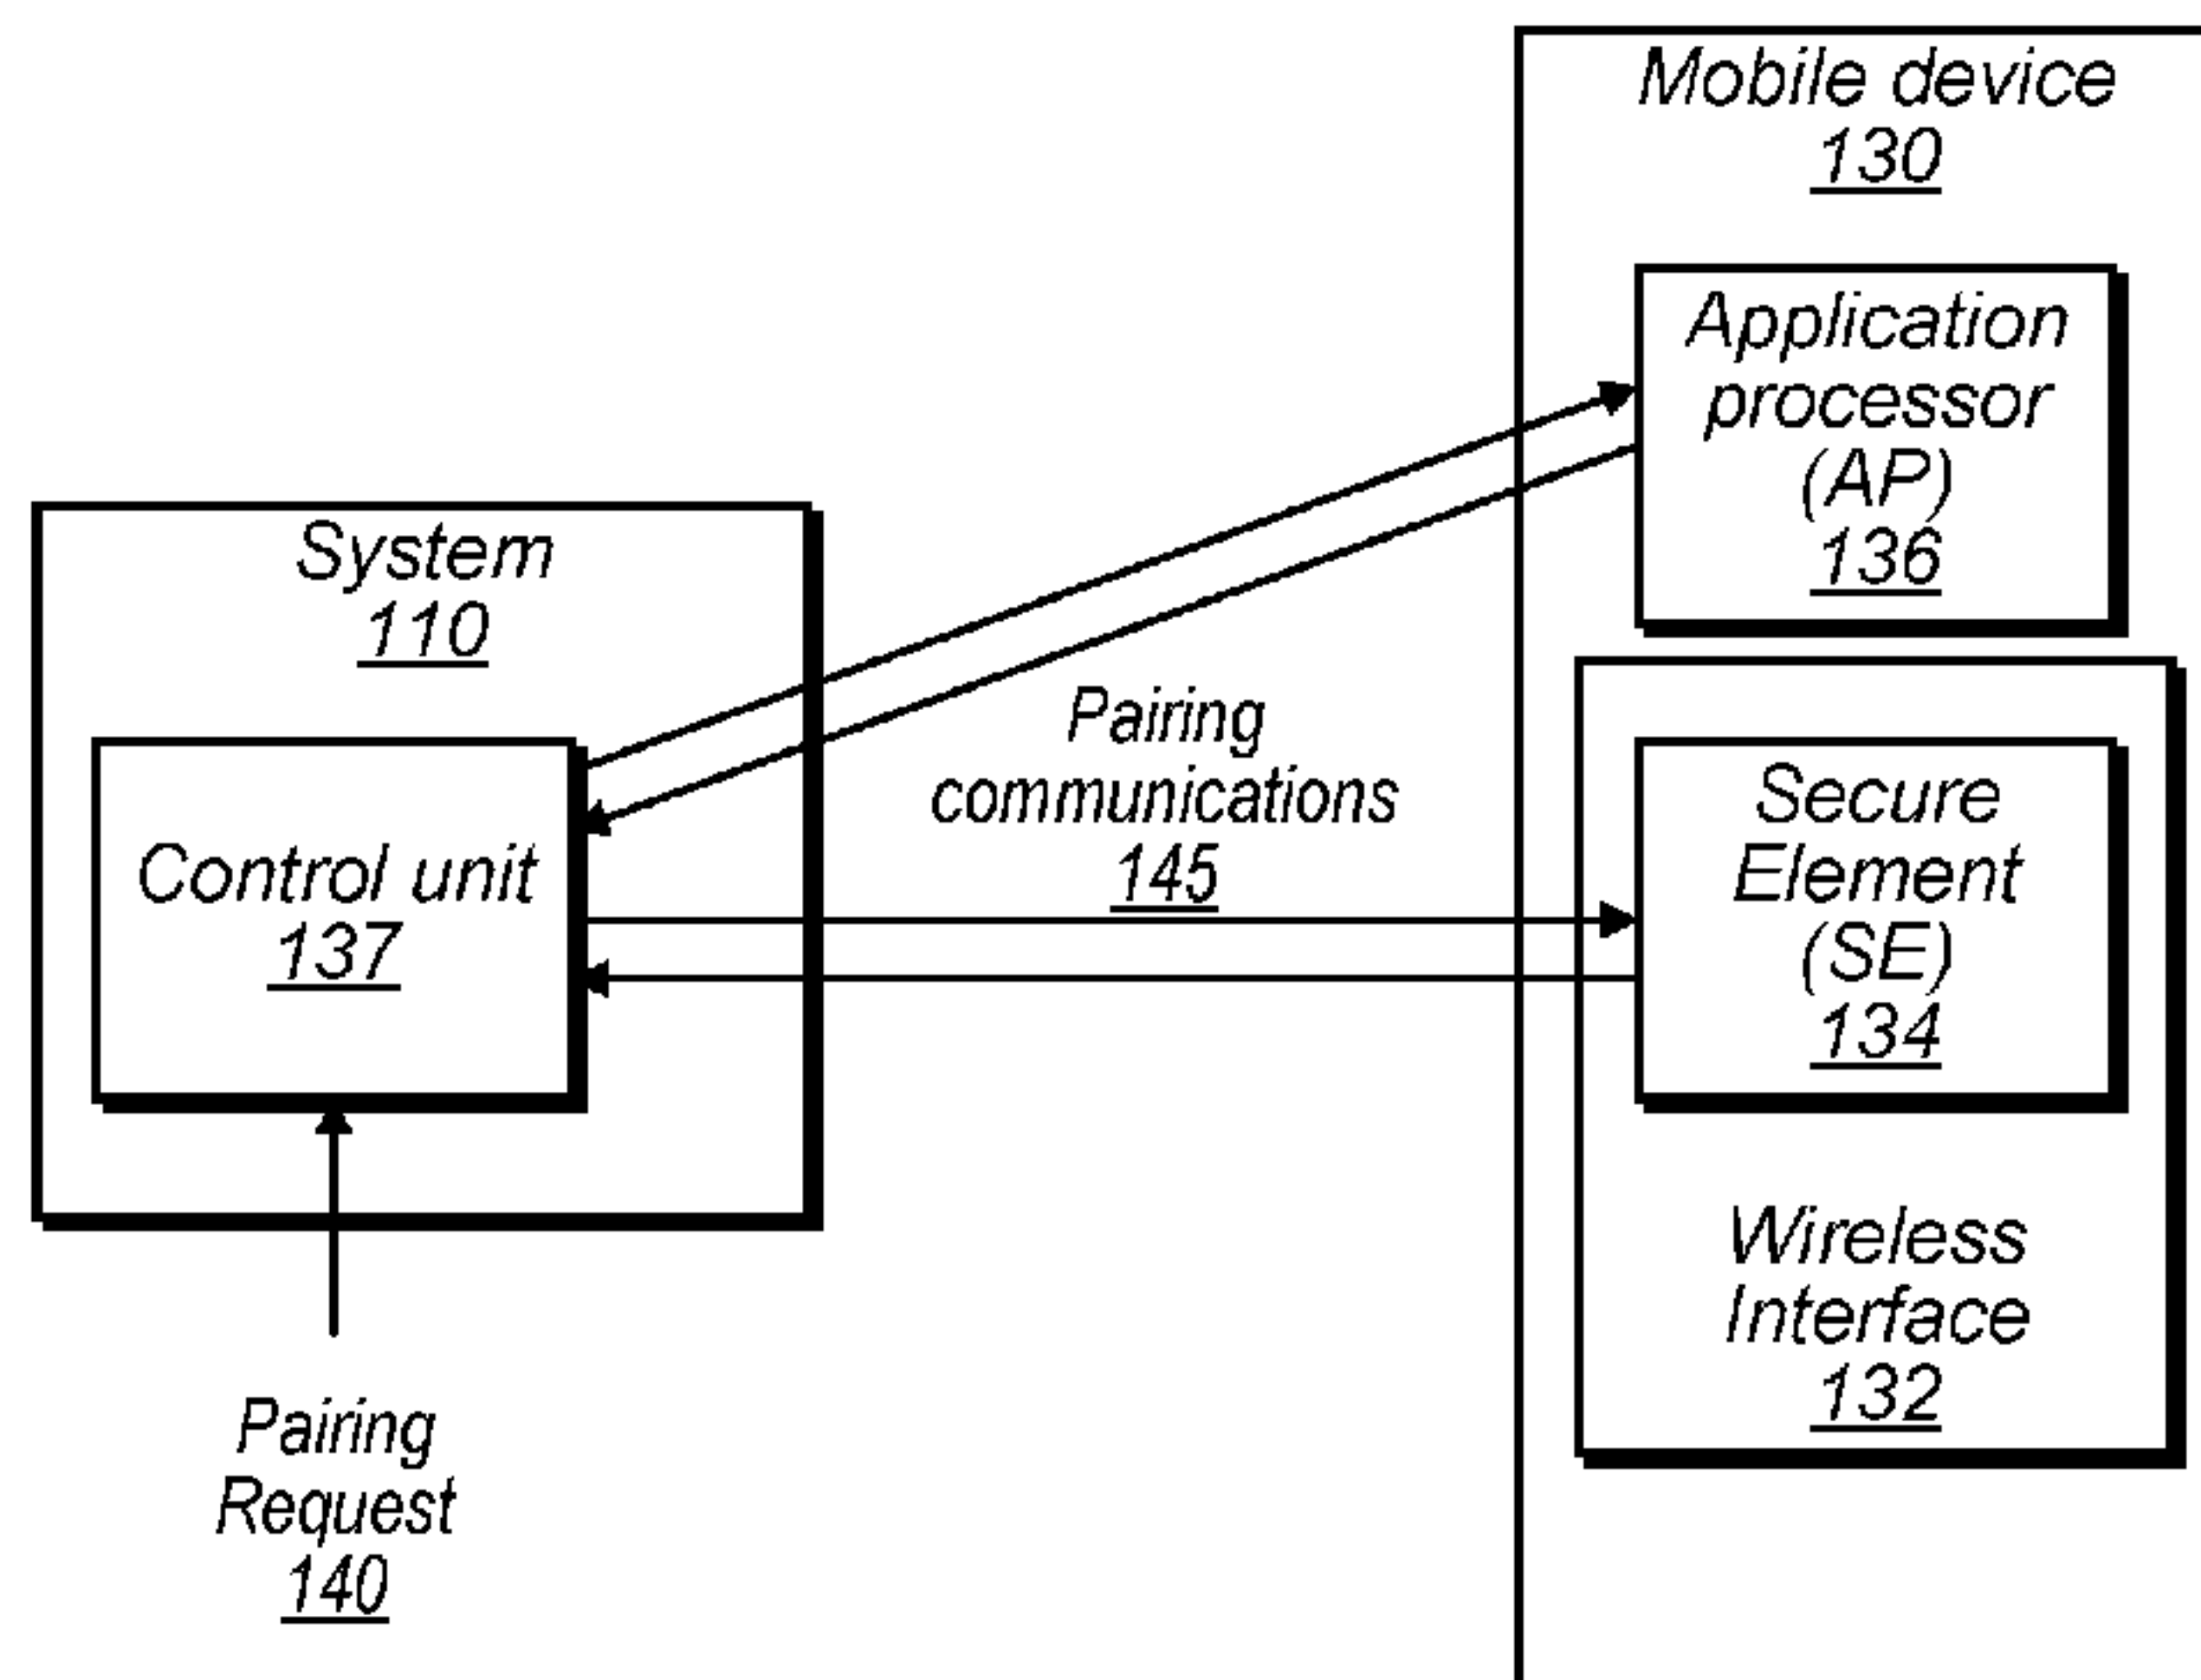 Mobile device
130
Application
processor
(AP)
136
System
110
Pairing
communications
145
Control unit
137
Secure
Element
(SE)
134
Wireless
Interface
132
Pairing
Request
140